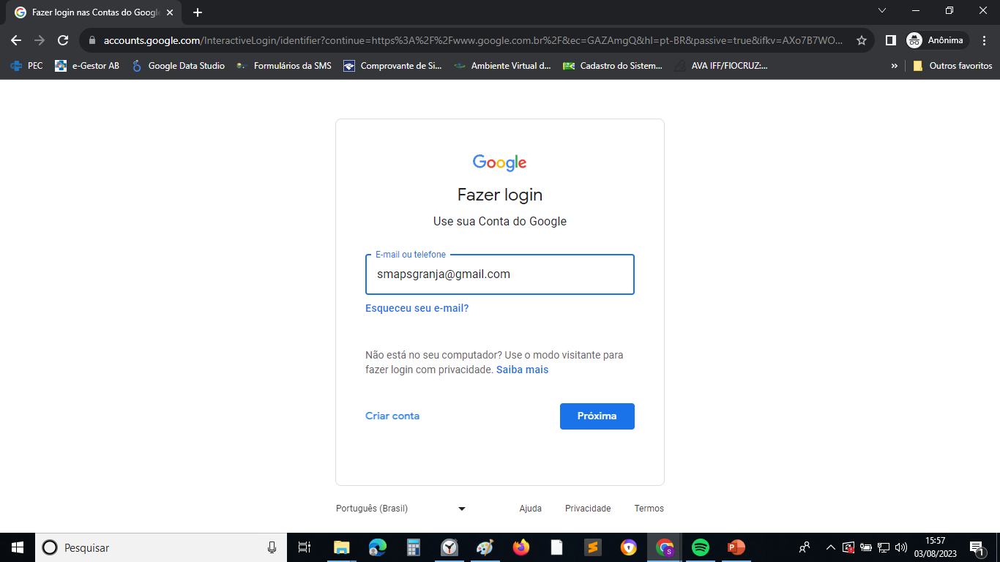 Fazer login nas Contas do Google
accounts.google.com/InteractiveLogin/identifier?continue=https%3A%2F%2Fwww.google.com.br%2F&ec=GAZAmgQ&hl=pt-BR&passive=true&ifkv=AXo7B7WO...
Anônima
PEC
e-Gestor AB
Google Data Studio
Formulários da SMS
Comprovante de Si...
Ambiente Virtual d...
Cadastro do Sistem...
AVA IFF/FIOCRUZ:...
»
Outros favoritos
Google
Fazer login
Use sua Conta do Google
E-mail ou telefone
smapsgranja@gmail.com
Esqueceu seu e-mail?
Não está no seu computador? Use o modo visitante para
fazer login com privacidade. Saiba mais
Criar conta
Próxima
Português (Brasil)
Ajuda
Privacidade
Termos
Pesquisar
15:57
03/08/2023
1